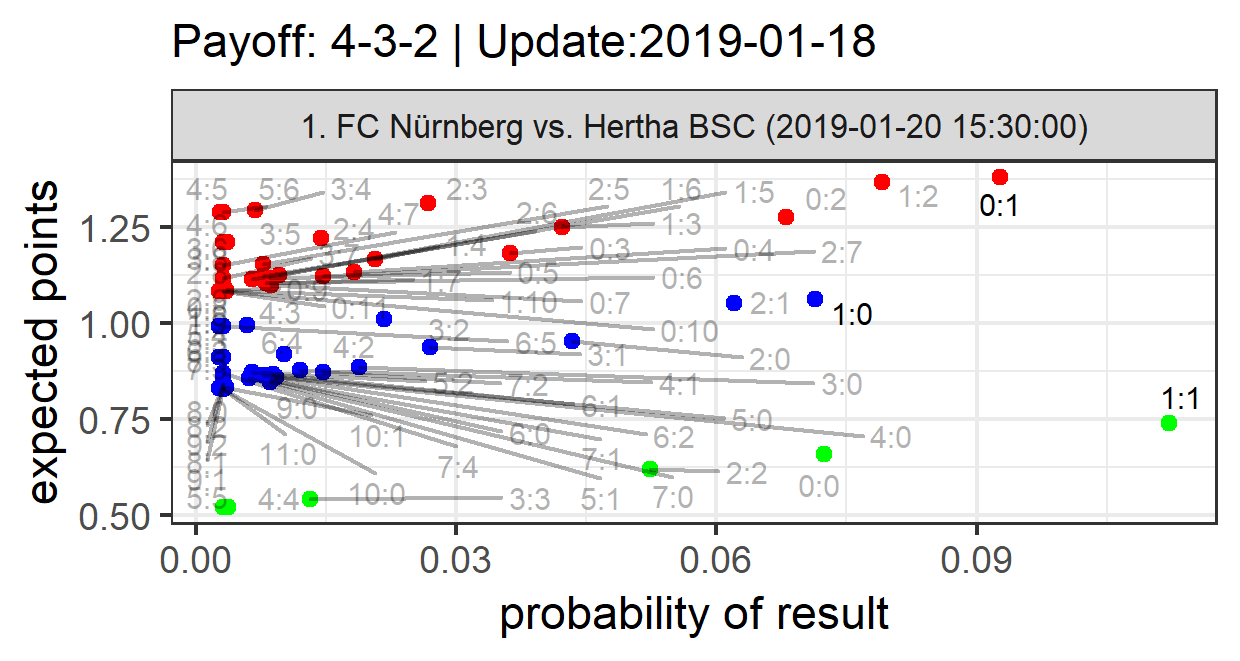 Payoff: 4-3-2 | Update:2019-01-18
1. FC Nürnberg vs. Hertha BSC (2019-01-20 15:30:00)
expected points
1.25
1.00
0.75
0.50
4:5 5:6 3:4 2:3 2:5 1:6 1:5 0:2 1:2 0:1
4:6 3:5 2:4 4:7 2:6 1:3
3:7 1:4 0:3 0:4 2:7
0:9 1:7 0:5 0:6
4:3 0:11 1:10 0:7 2:1 1:0
6:4 4:2 3:2 6:5 3:1 0:10 2:0
5:2 7:2 4:1 3:0
9:0 6:1 5:0 1:1
11:0 10:1 6:0 6:2 4:0
9:1 7:4 7:1 2:2 0:0
5:5 4:4 10:0 3:3 5:1 7:0
0.00 0.03 0.06 0.09
probability of result